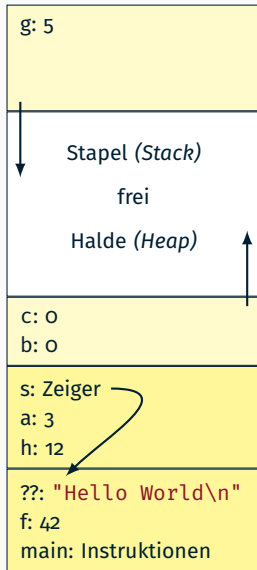 g: 5
Stapel (Stack)
frei
Halde (Heap)
c: 0
b: 0
s: Zeiger
a: 3
h: 12
??: "Hello World\n"
f: 42
main: Instruktionen